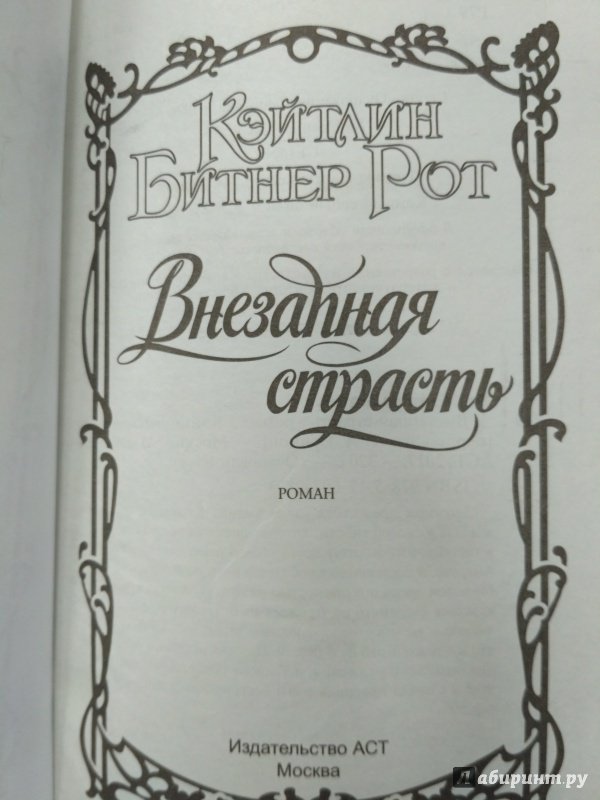 Кэйтлин
Битнер Рот
Внезапная
страсть
РОМАН
Издательство АСТ
Москва
Лабиринт.ру